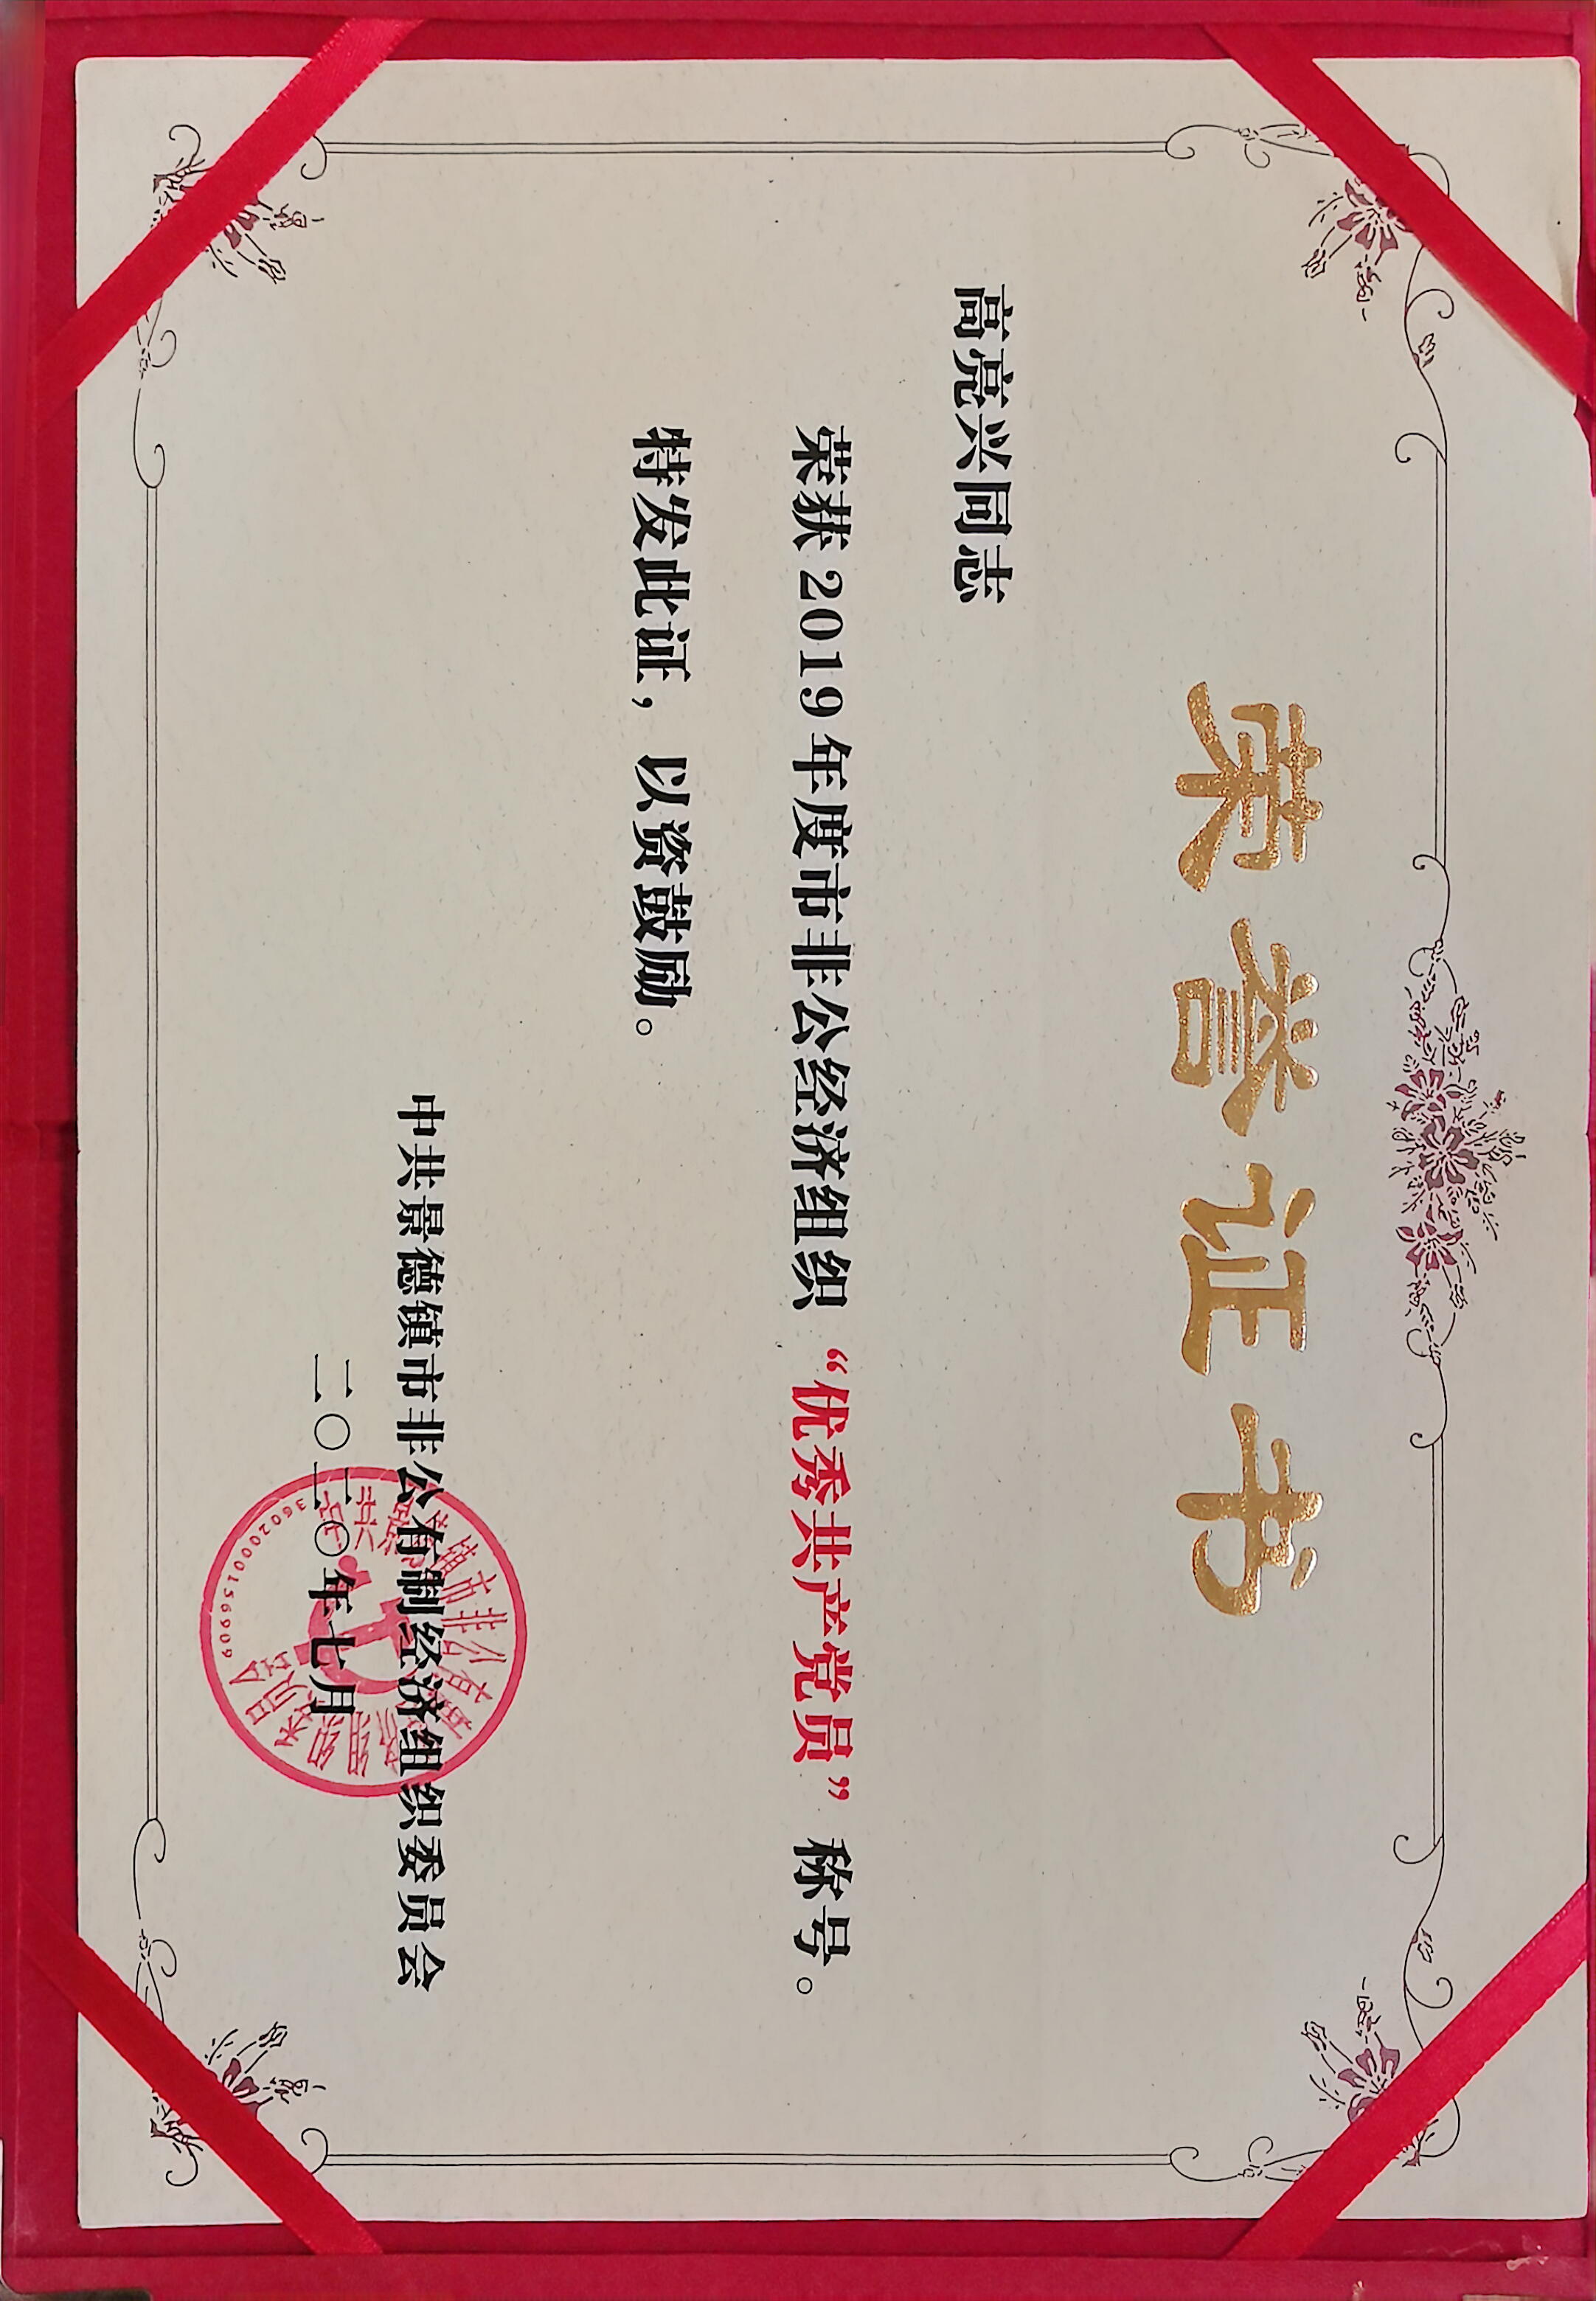 荣誉证书
高亮兴同志
荣获2019年度市非公经济组织“优秀共产党员”称号。
特发此证，以资鼓励。
中共景德镇市非公有制经济组织委员会
二〇二〇年七月
3602000156909